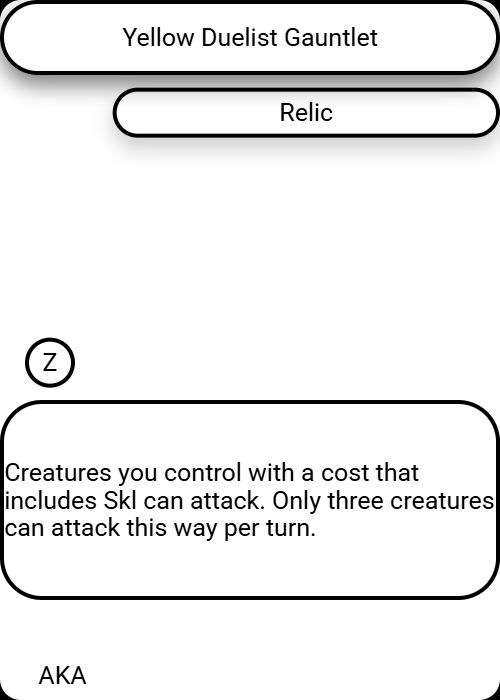 Yellow Duelist Gauntlet
Relic
Z
Creatures you control with a cost that
includes Skl can attack. Only three creatures
can attack this way per turn.
AKA